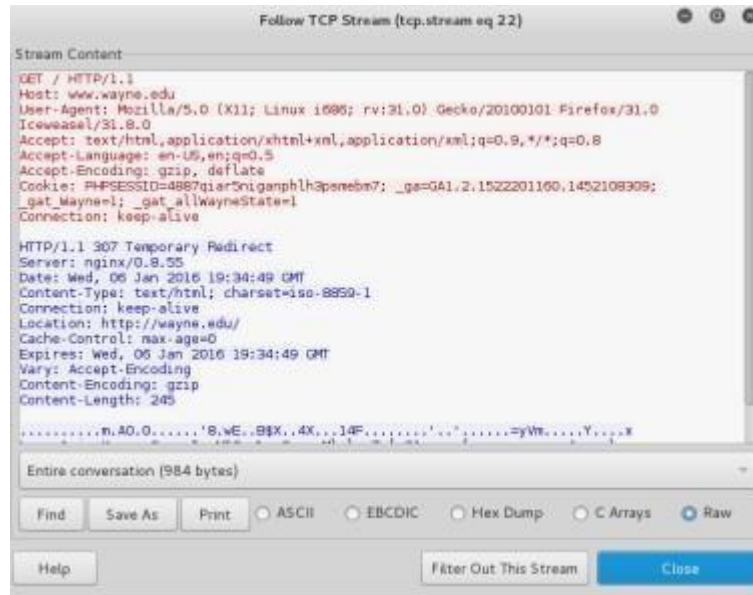 Follow TCP Stream (tcp.stream eq 22)
Stream Content
GET / HTTP/1.1
Host: www.wayne.edu
User-Agent: Mozilla/5.0 (X11; Linux i686; rv:31.0) Gecko/20100101 Firefox/31.0
Iceweasel/31.8.0
Accept: text/html,application/xhtml+xml,application/xml;q=0.9,*/*;q=0.8
Accept-Language: en-US,en;q=0.5
Accept-Encoding: gzip, deflate
Cookie: PHPSESSID=4887qiar5niganphlh3psmebm7; _ga=GA1.2.1522201160.1452108309;
_gat_Wayne=1; _gat_allWayneState=1
Connection: keep-alive
HTTP/1.1 307 Temporary Redirect
Server: nginx/0.8.55
Date: Wed, 06 Jan 2016 19:34:49 GMT
Content-Type: text/html; charset=iso-8859-1
Connection: keep-alive
Location: http://wayne.edu/
Cache-Control: max-age=0
Expires: Wed, 06 Jan 2016 19:34:49 GMT
Vary: Accept-Encoding
Content-Encoding: gzip
Content-Length: 245
Entire conversation (984 bytes)
Find Save As Print ASCII EBCDIC Hex Dump C Arrays Raw
Help Filter Out This Stream Close